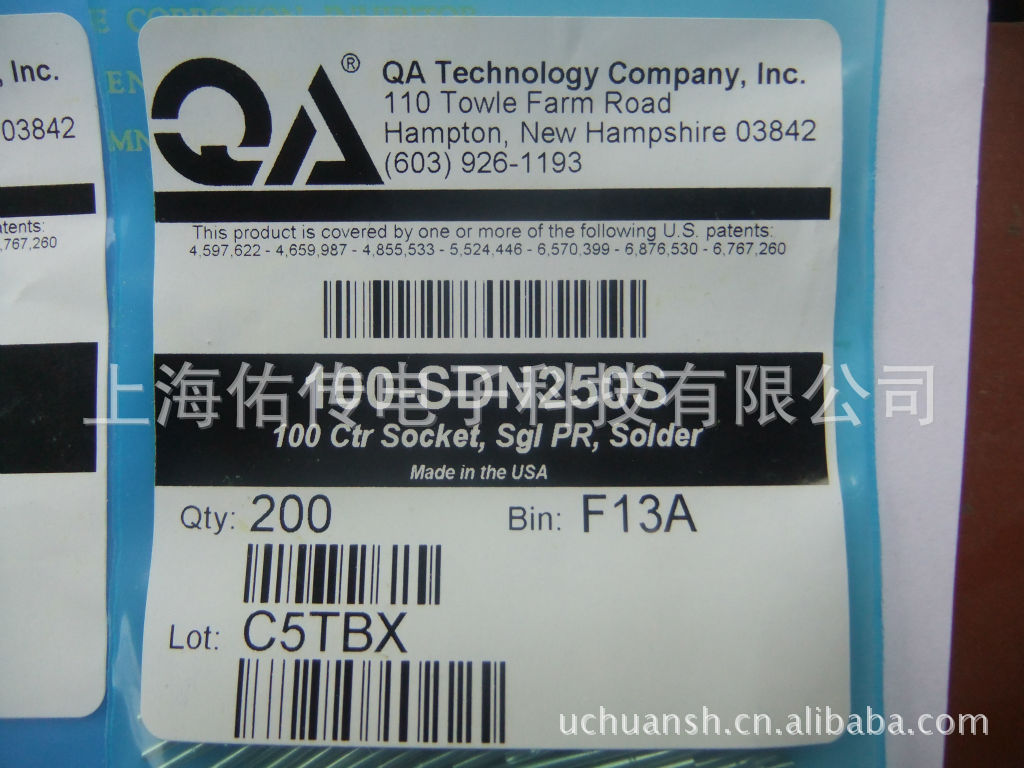 E CORROSION INHIBITOR
, Inc.
03842
atents:
,767,260
QA ®
QA Technology Company, Inc.
110 Towle Farm Road
Hampton, New Hampshire 03842
(603) 926-1193
This product is covered by one or more of the following U.S. patents:
4,597,622 - 4,659,987 - 4,855,533 - 5,524,446 - 6,570,399 - 6,876,530 - 6,767,260
100-SDN250S
上海佑传电子科技有限公司
100 Ctr Socket, Sgl PR, Solder
Made in the USA
Qty: 200 Bin: F13A
Lot: C5TBX
uchuansh.cn.alibaba.com